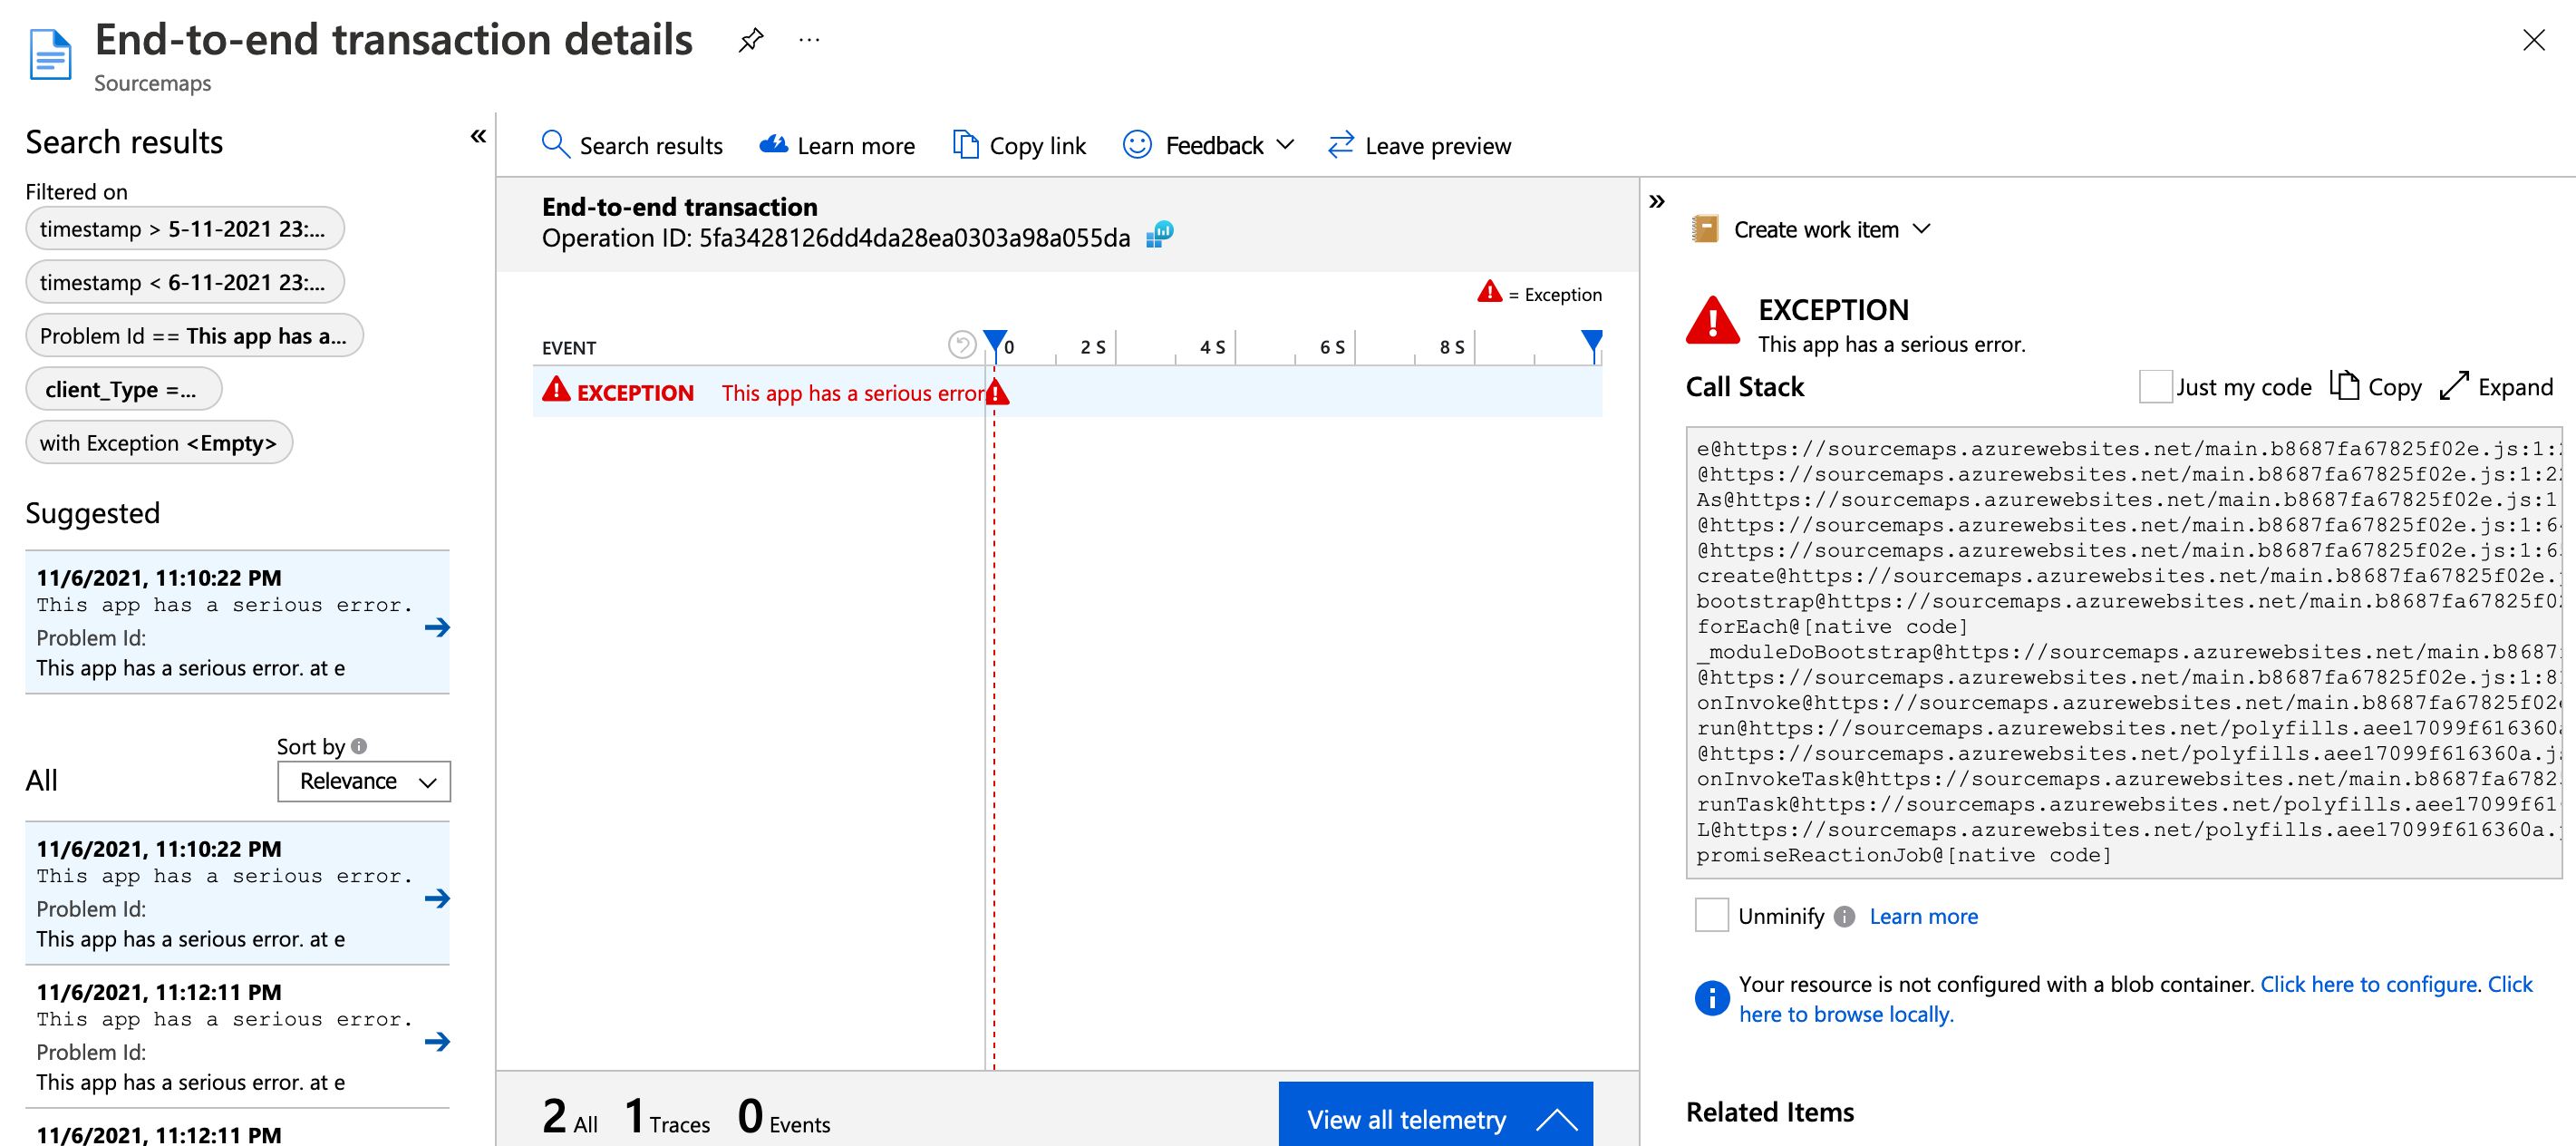 End-to-end transaction details
Sourcemaps
Search results
Filtered on
timestamp > 5-11-2021 23:...
timestamp < 6-11-2021 23:...
Problem Id == This app has a...
client_Type =...
with Exception <Empty>
Suggested
11/6/2021, 11:10:22 PM
This app has a serious error.
Problem Id:
This app has a serious error. at e
Sort by
All
Relevance
11/6/2021, 11:10:22 PM
This app has a serious error.
Problem Id:
This app has a serious error. at e
11/6/2021, 11:12:11 PM
This app has a serious error.
Problem Id:
This app has a serious error. at e
11/6/2021, 11:12:11 PM
Search results Learn more Copy link Feedback Leave preview
End-to-end transaction
Operation ID: 5fa3428126dd4da28ea0303a98a055da
= Exception
EVENT 0 2 S 4 S 6 S 8 S
EXCEPTION This app has a serious error
2 All 1 Traces 0 Events
View all telemetry
Create work item
EXCEPTION
This app has a serious error.
Call Stack Just my code Copy Expand
e@https://sourcemaps.azurewebsites.net/main.b8687fa67825f02e.js:1:
@https://sourcemaps.azurewebsites.net/main.b8687fa67825f02e.js:1:2
As@https://sourcemaps.azurewebsites.net/main.b8687fa67825f02e.js:1
@https://sourcemaps.azurewebsites.net/main.b8687fa67825f02e.js:1:6
@https://sourcemaps.azurewebsites.net/main.b8687fa67825f02e.js:1:6
create@https://sourcemaps.azurewebsites.net/main.b8687fa67825f02e.
bootstrap@https://sourcemaps.azurewebsites.net/main.b8687fa67825f0
forEach@[native code]
_moduleDoBootstrap@https://sourcemaps.azurewebsites.net/main.b8687
@https://sourcemaps.azurewebsites.net/main.b8687fa67825f02e.js:1:8
onInvoke@https://sourcemaps.azurewebsites.net/main.b8687fa67825f02
run@https://sourcemaps.azurewebsites.net/polyfills.aee17099f616360
@https://sourcemaps.azurewebsites.net/polyfills.aee17099f616360a.j
onInvokeTask@https://sourcemaps.azurewebsites.net/main.b8687fa6782
runTask@https://sourcemaps.azurewebsites.net/polyfills.aee17099f61
L@https://sourcemaps.azurewebsites.net/polyfills.aee17099f616360a.
promiseReactionJob@[native code]
Unminify Learn more
Your resource is not configured with a blob container. Click here to configure. Click
here to browse locally.
Related Items